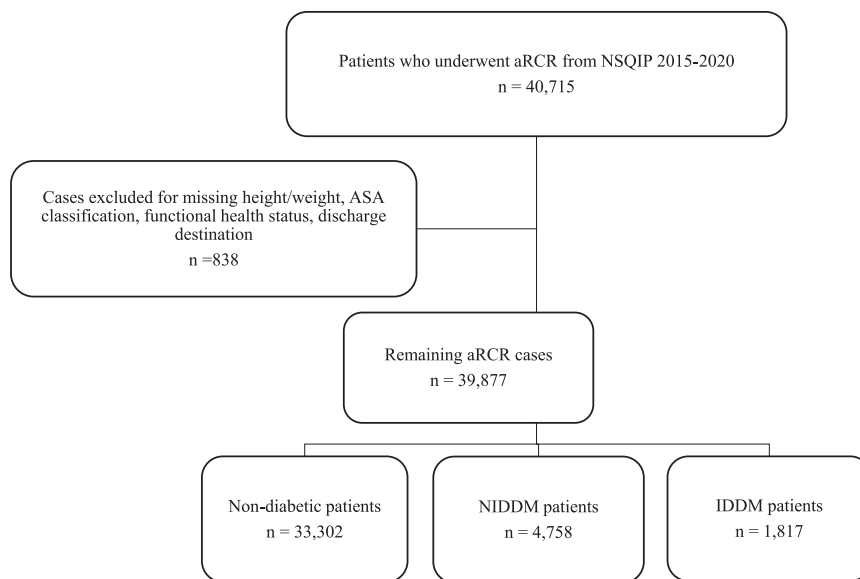 Patients who underwent aRCR from NSQIP 2015-2020
n = 40,715
Cases excluded for missing height/weight, ASA
classification, functional health status, discharge
destination
n =838
Remaining aRCR cases
n = 39,877
Non-diabetic patients
n = 33,302
NIDDM patients
n = 4,758
IDDM patients
n = 1,817